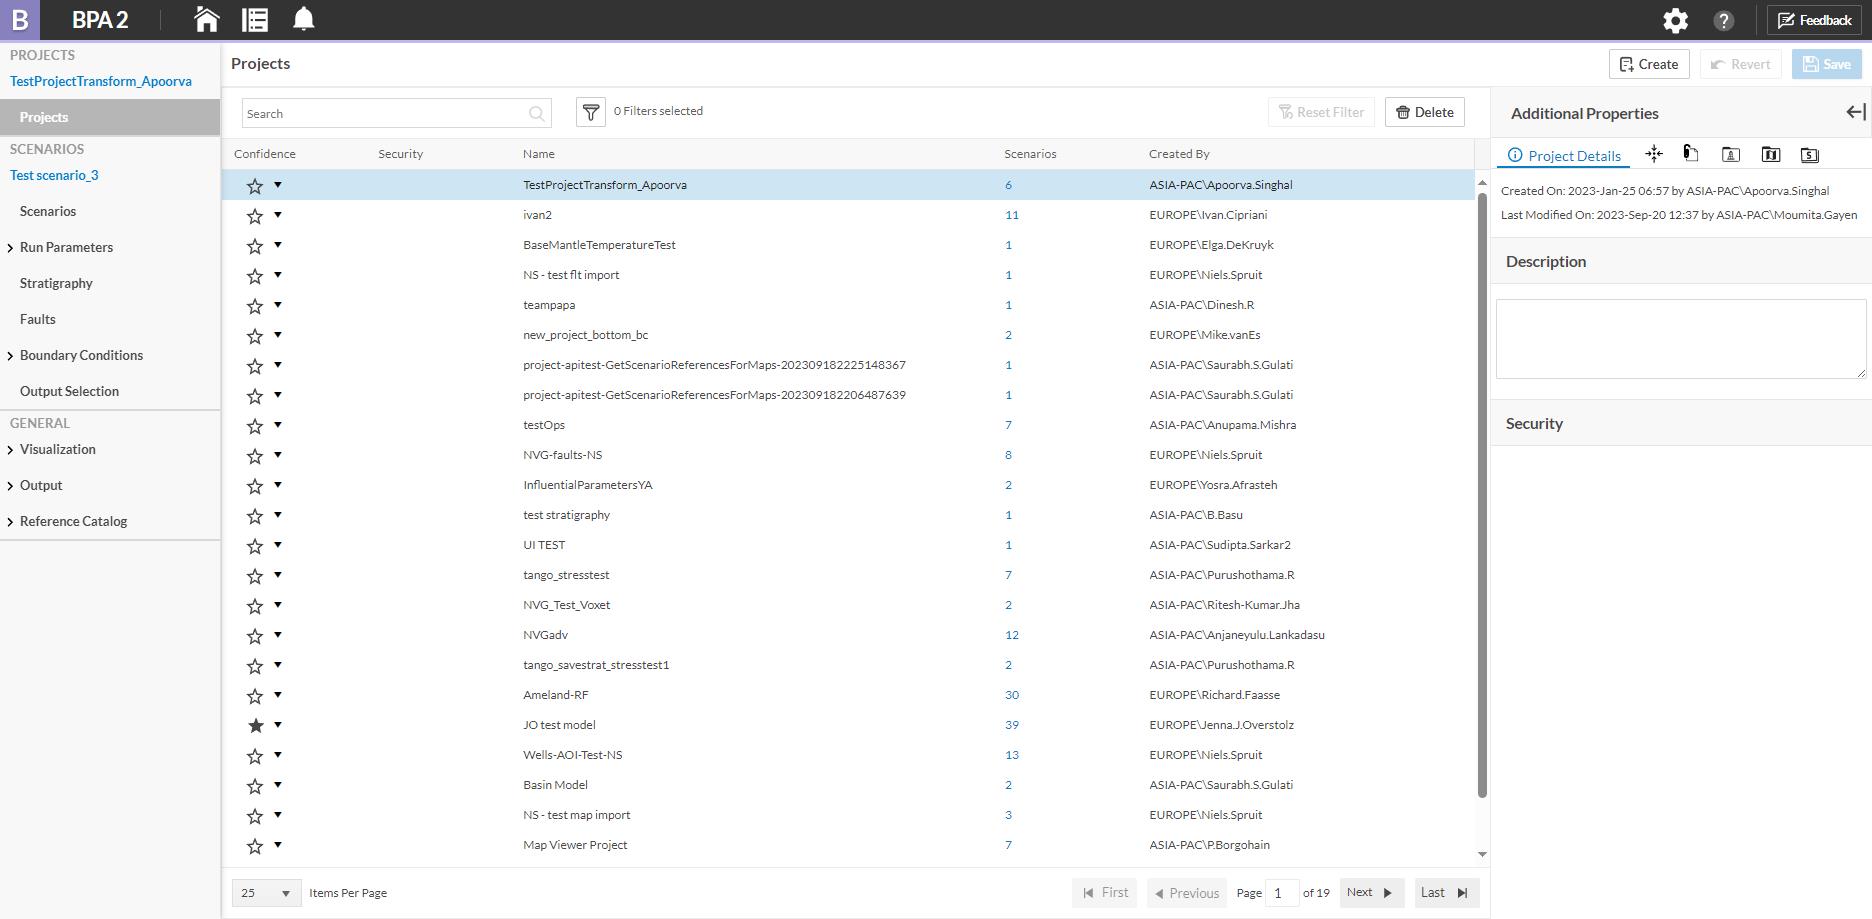 B BPA 2 Feedback
PROJECTS
TestProjectTransform_Apoorva
Projects
SCENARIOS
Test scenario_3
Scenarios
Run Parameters
Stratigraphy
Faults
Boundary Conditions
Output Selection
GENERAL
Visualization
Output
Reference Catalog
Projects Create Revert Save
Search 0 Filters selected Reset Filter Delete
Confidence Security Name Scenarios Created By
TestProjectTransform_Apoorva 6 ASIA-PAC\Apoorva.Singhal
ivan2 11 EUROPE\Ivan.Cipriani
BaseMantleTemperatureTest 1 EUROPE\Elga.DeKruyk
NS - test flt import 1 EUROPE\Niels.Spruit
teampapa 1 ASIA-PAC\Dinesh.R
new_project_bottom_bc 2 EUROPE\Mike.vanEs
project-apitest-GetScenarioReferencesForMaps-202309182225148367 1 ASIA-PAC\Saurabh.S.Gulati
project-apitest-GetScenarioReferencesForMaps-202309182206487639 1 ASIA-PAC\Saurabh.S.Gulati
testOps 7 ASIA-PAC\Anupama.Mishra
NVG-faults-NS 8 EUROPE\Niels.Spruit
InfluentialParametersYA 2 EUROPE\Yosra.Afrasteh
test stratigraphy 1 ASIA-PAC\B.Basu
UI TEST 1 ASIA-PAC\Sudipta.Sarkar2
tango_stresstest 7 ASIA-PAC\Purushothama.R
NVG_Test_Voxet 2 ASIA-PAC\Ritesh-Kumar.Jha
NVGadv 12 ASIA-PAC\Anjaneyulu.Lankadasu
tango_savestrat_stresstest1 2 ASIA-PAC\Purushothama.R
Ameland-RF 30 EUROPE\Richard.Faasse
JO test model 39 EUROPE\Jenna.J.Overstolz
Wells-AOI-Test-NS 13 EUROPE\Niels.Spruit
Basin Model 2 ASIA-PAC\Saurabh.S.Gulati
NS - test map import 3 EUROPE\Niels.Spruit
Map Viewer Project 7 ASIA-PAC\P.Borgohain
25 Items Per Page First Previous Page 1 of 19 Next Last
Additional Properties
Project Details
Created On: 2023-Jan-25 06:57 by ASIA-PAC\Apoorva.Singhal
Last Modified On: 2023-Sep-20 12:37 by ASIA-PAC\Moumita.Gayen
Description
Security